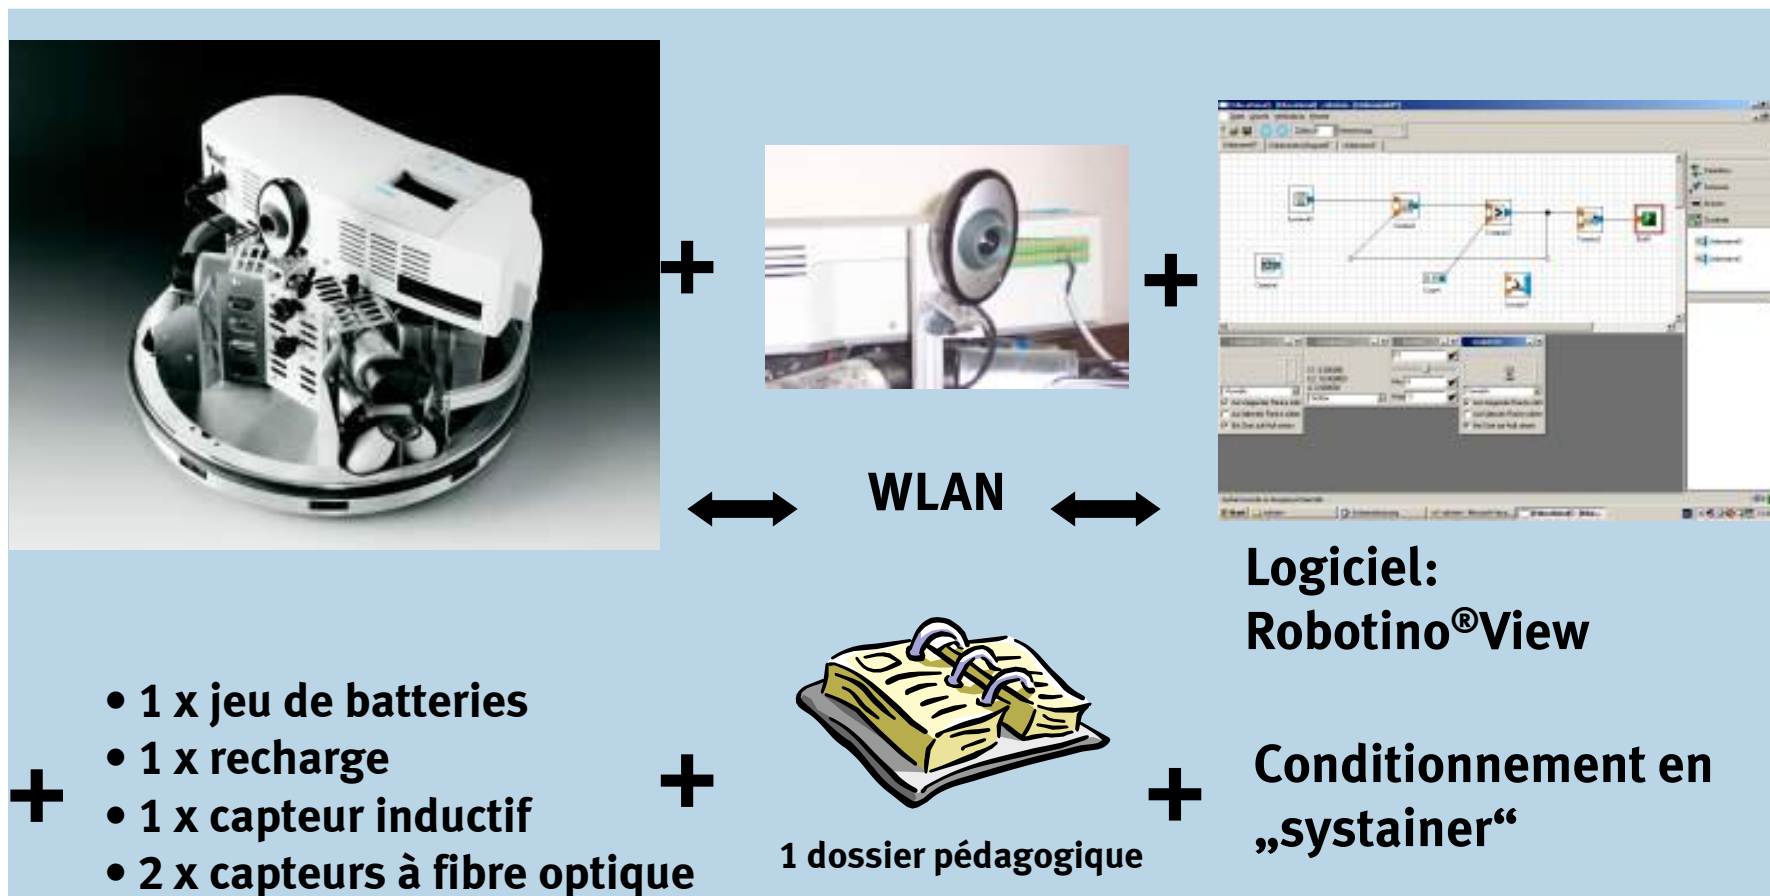 WLAN
Logiciel:
Robotino®View
• 1 x jeu de batteries
• 1 x recharge
• 1 x capteur inductif
• 2 x capteurs à fibre optique
1 dossier pédagogique
Conditionnement en
„systainer“